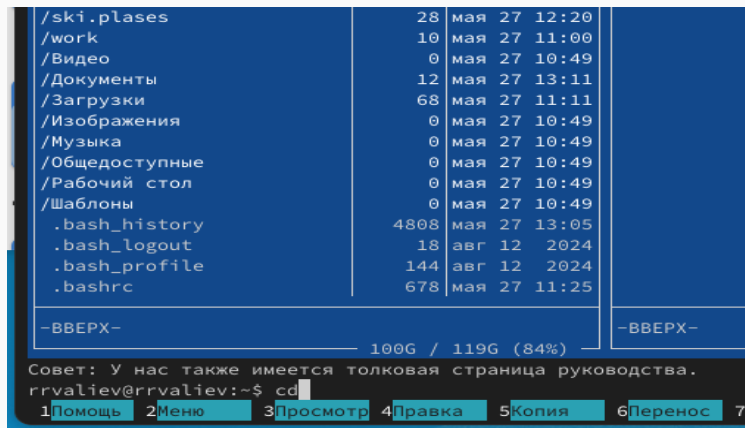 /ski.plases 28 мая 27 12:20
/work 10 мая 27 11:00
/Видео 0 мая 27 10:49
/Документы 12 мая 27 13:11
/Загрузки 68 мая 27 11:11
/Изображения 0 мая 27 10:49
/Музыка 0 мая 27 10:49
/Общедоступные 0 мая 27 10:49
/Рабочий стол 0 мая 27 10:49
/Шаблоны 0 мая 27 10:49
.bash_history 4808 мая 27 13:05
.bash_logout 18 авг 12 2024
.bash_profile 144 авг 12 2024
.bashrc 678 мая 27 11:25
-ВВЕРХ- -ВВЕРХ-
100G / 119G (84%)
Совет: У нас также имеется толковая страница руководства.
rrvaliev@rrvaliev:~$ cd
1Помощь 2Меню 3Просмотр 4Правка 5Копия 6Перенос 7